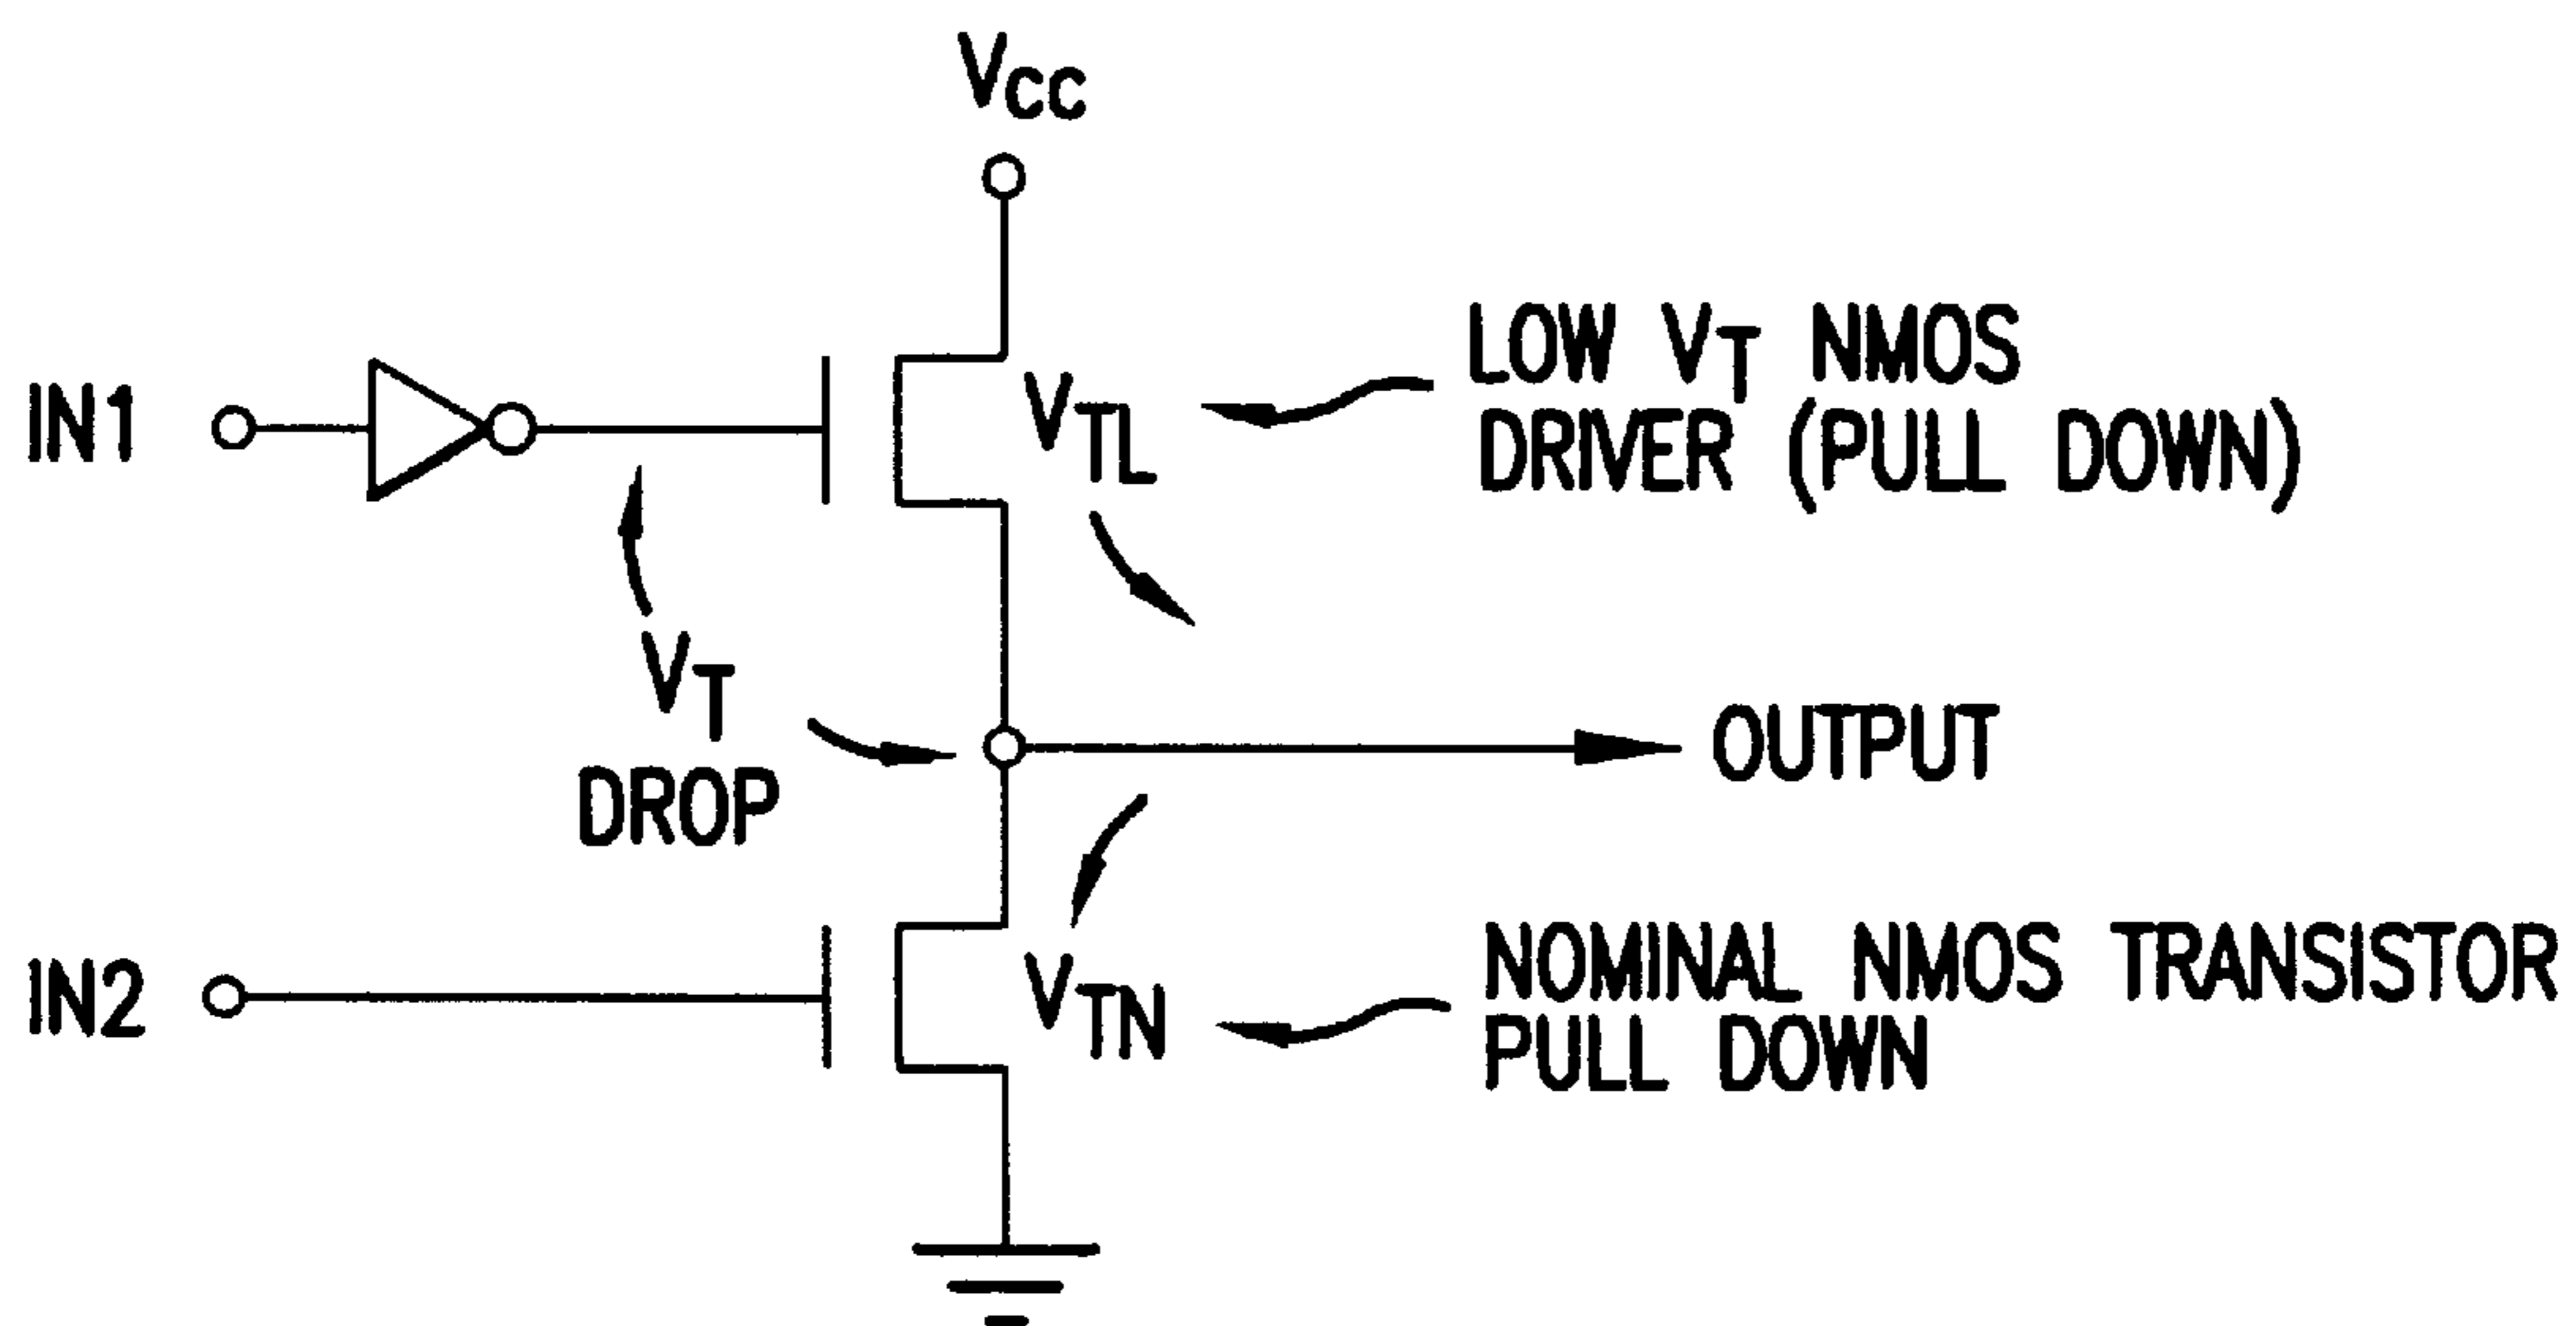 VCC
LOW VT NMOS
DRIVER (PULL DOWN)
IN1
VTL
VT
DROP
OUTPUT
IN2
VTN
NOMINAL NMOS TRANSISTOR
PULL DOWN